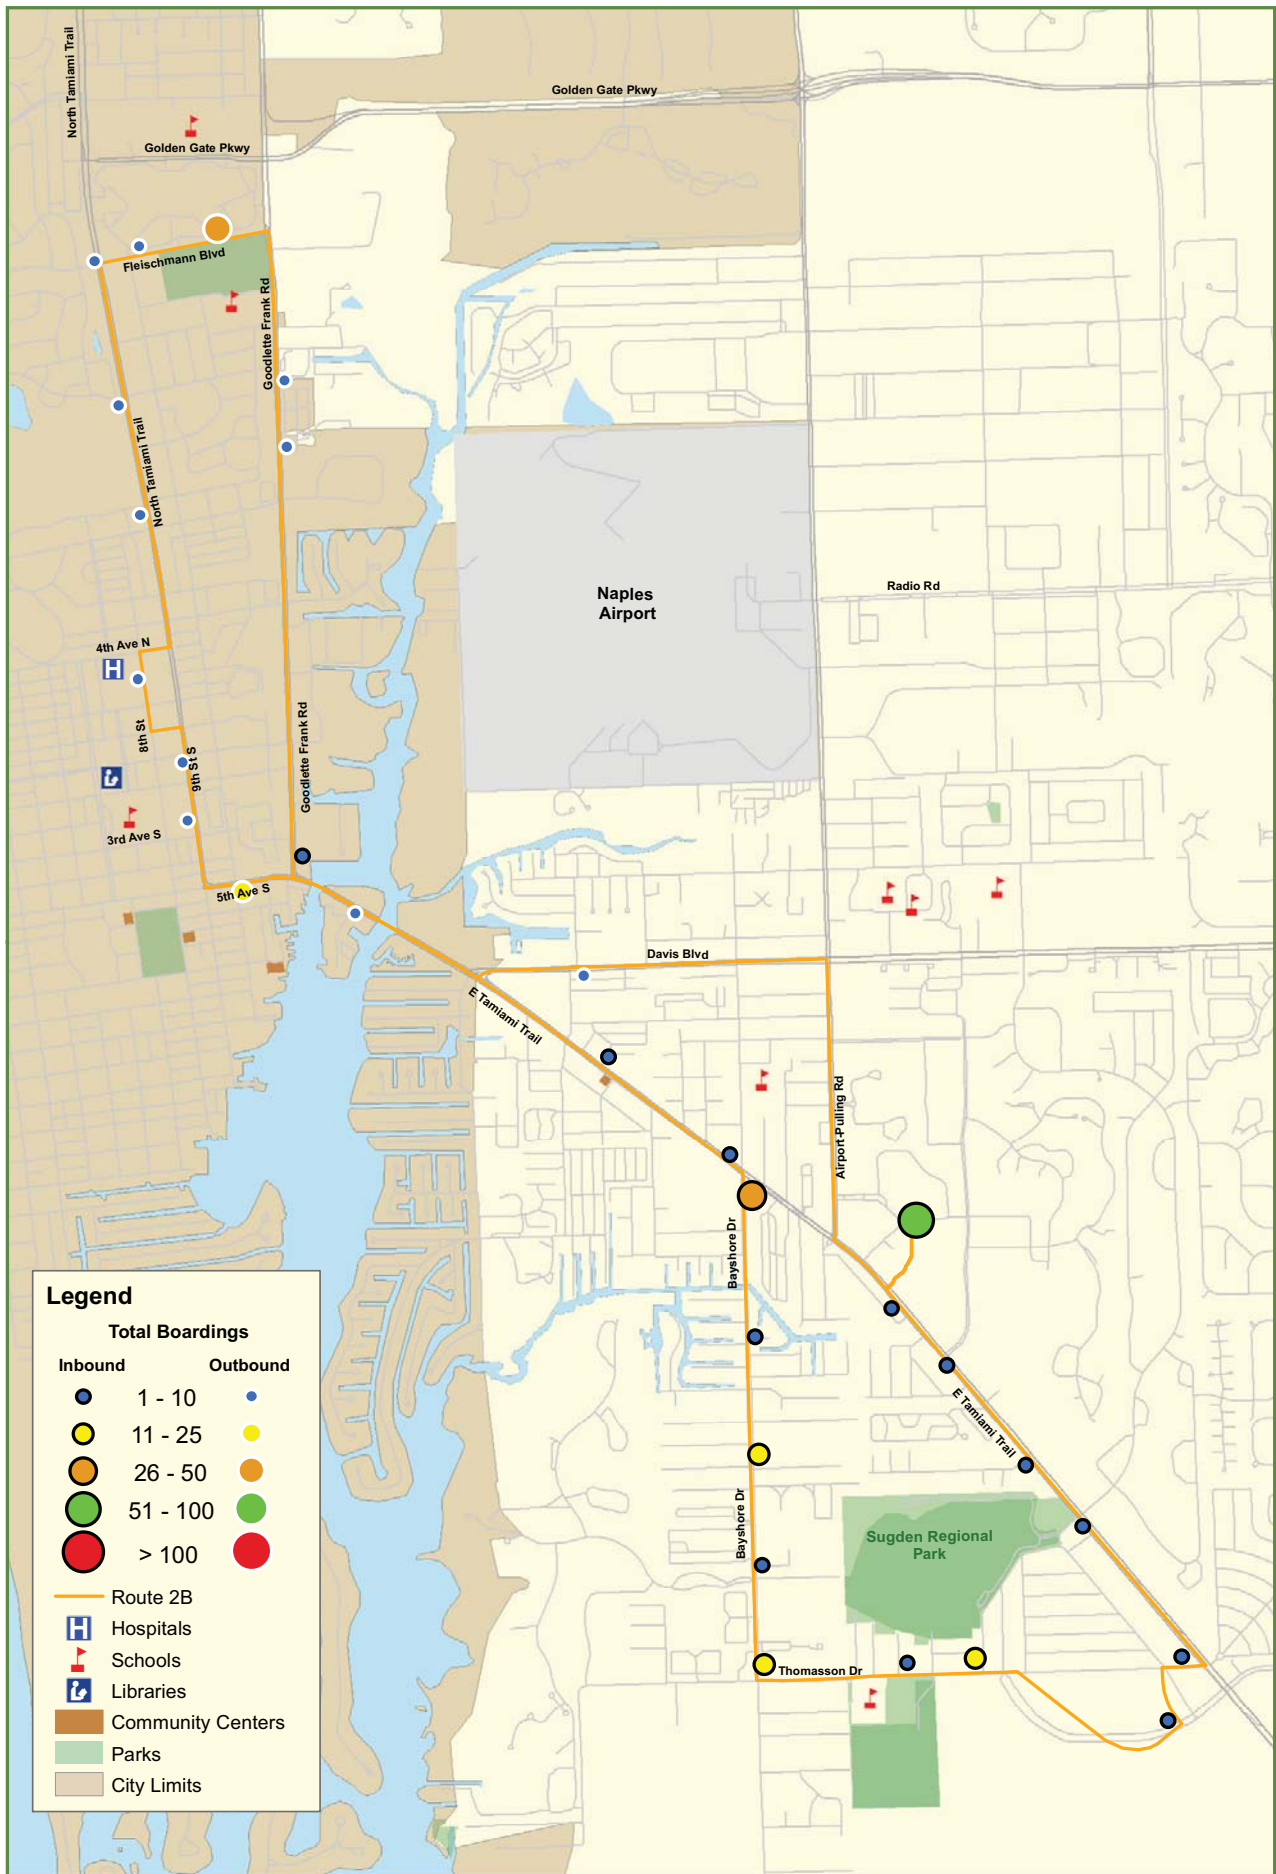 North Tamiami Trail
Golden Gate Pkwy
Golden Gate Pkwy
Fleischmann Blvd
Goodlette Frank Rd
North Tamiami Trail
Naples
Airport
Radio Rd
4th Ave N
H
8th St
9th St S
Goodlette Frank Rd
3rd Ave S
5th Ave S
Davis Blvd
E Tamiami Trail
Airport-Pulling Rd
Bayshore Dr
E Tamiami Trail
Bayshore Dr
Sugden Regional
Park
Thomasson Dr
Legend
Total Boardings
Inbound Outbound
1 - 10
11 - 25
26 - 50
51 - 100
> 100
Route 2B
H Hospitals
Schools
Libraries
Community Centers
Parks
City Limits